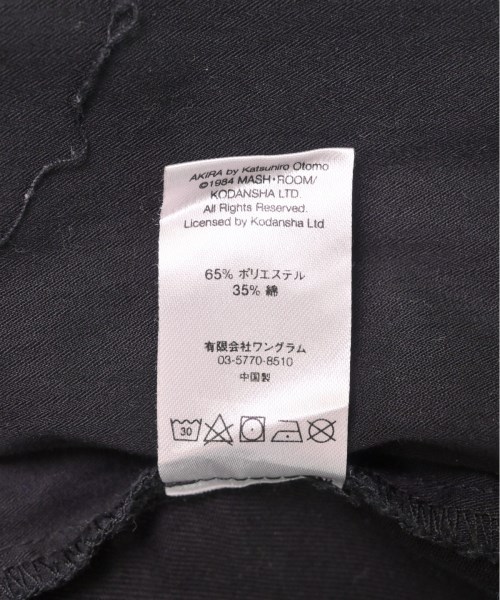 AKIRA by Katsuhiro Otomo
©1984 MASH・ROOM/
KODANSHA LTD.
All Rights Reserved.
Licensed by Kodansha Ltd
65% ポリエステル
35% 綿
有限会社ワングラム
03-5770-8510
中国製
30